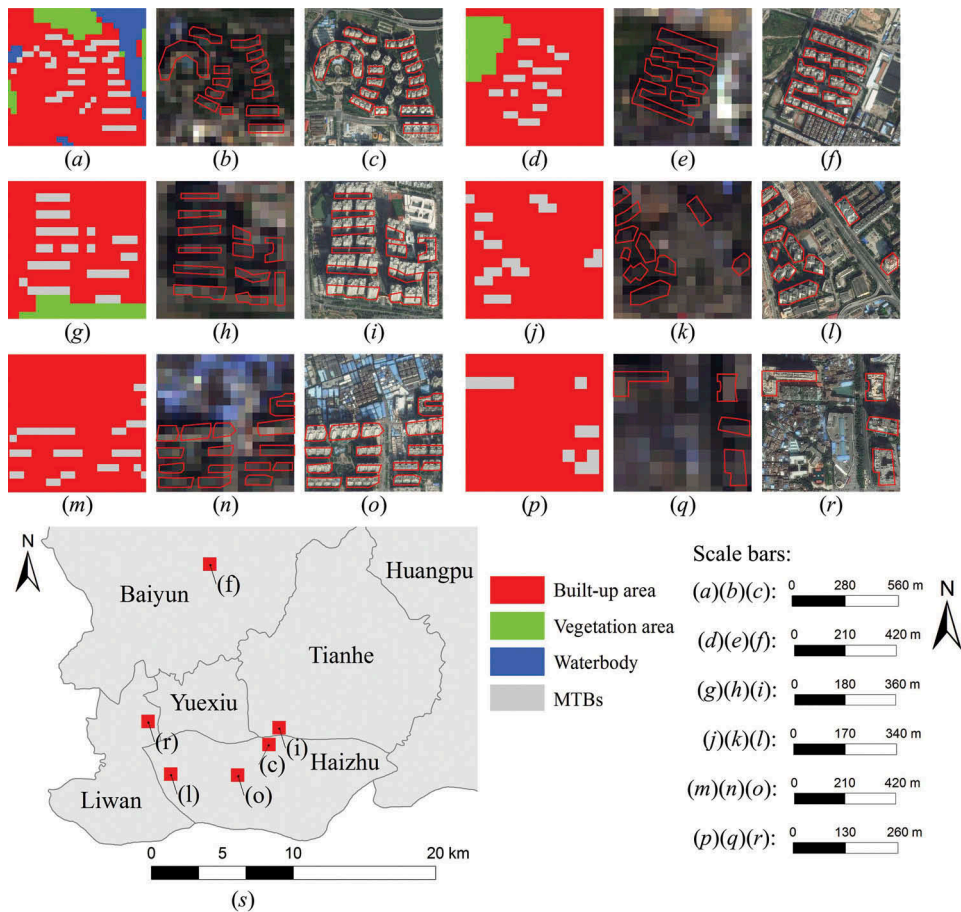 (a) (b) (c) (d) (e) (f)
(g) (h) (i) (j) (k) (l)
(m) (n) (o) (p) (q) (r)
N
Baiyun
(f)
Huangpu
Tianhe
Yuexiu
(r)
(i)
(c)
Haizhu
Liwan
(l)
(o)
0 5 10 20 km
(s)
Built-up area
Vegetation area
Waterbody
MTBs
Scale bars:
N
0 280 560 m
(a)(b)(c):
0 210 420 m
(d)(e)(f):
0 180 360 m
(g)(h)(i):
0 170 340 m
(j)(k)(l):
0 210 420 m
(m)(n)(o):
0 130 260 m
(p)(q)(r):